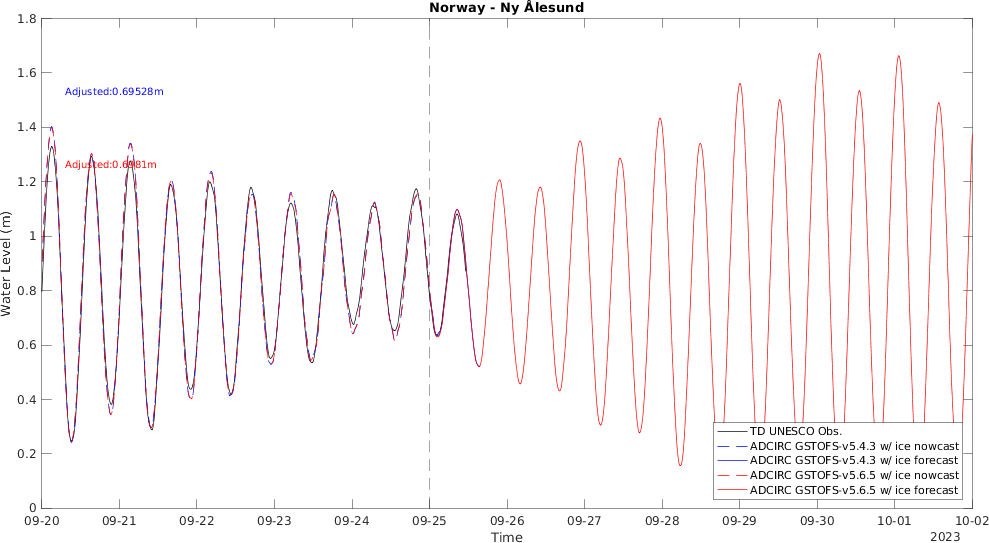 Norway - Ny Ålesund
1.8
1.6
1.4
1.2
1
0.8
0.6
0.4
0.2
0
Water Level (m)
Adjusted:0.69528m
Adjusted:0.6981m
TD UNESCO Obs.
ADCIRC GSTOFS-v5.4.3 w/ ice nowcast
ADCIRC GSTOFS-v5.4.3 w/ ice forecast
ADCIRC GSTOFS-v5.6.5 w/ ice nowcast
ADCIRC GSTOFS-v5.6.5 w/ ice forecast
09-20 09-21 09-22 09-23 09-24 09-25 09-26 09-27 09-28 09-29 09-30 10-01 10-02
Time
2023